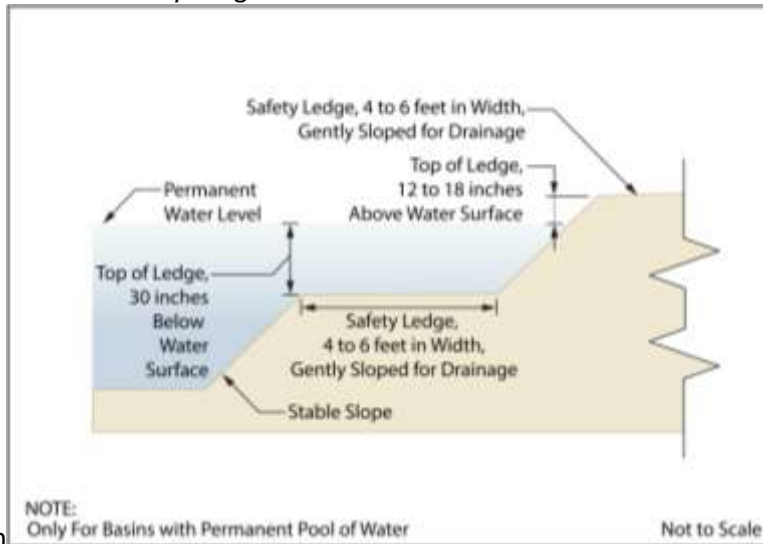 Safety Ledge, 4 to 6 feet in Width,
Gently Sloped for Drainage
Top of Ledge,
12 to 18 inches
Above Water Surface
Permanent
Water Level
Top of Ledge,
30 inches
Below
Water
Surface
Safety Ledge,
4 to 6 feet in Width,
Gently Sloped for Drainage
Stable Slope
NOTE:
Only For Basins with Permanent Pool of Water
Not to Scale